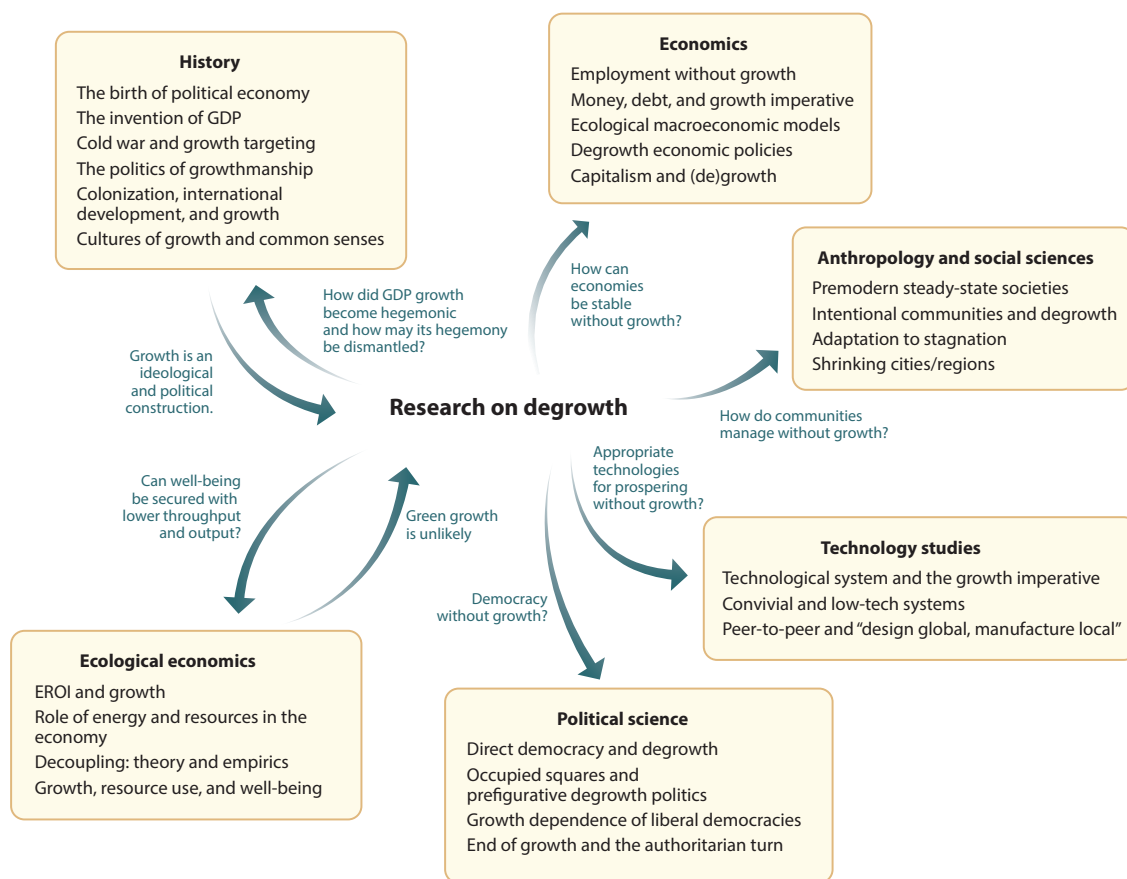 History
The birth of political economy
The invention of GDP
Cold war and growth targeting
The politics of growthmanship
Colonization, international
development, and growth
Cultures of growth and common senses
Economics
Employment without growth
Money, debt, and growth imperative
Ecological macroeconomic models
Degrowth economic policies
Capitalism and (de)growth
Anthropology and social sciences
Premodern steady-state societies
Intentional communities and degrowth
Adaptation to stagnation
Shrinking cities/regions
How did GDP growth
become hegemonic
and how may its hegemony
be dismantled?
How can
economies
be stable
without growth?
Growth is an
ideological
and political
construction.
Research on degrowth
How do communities
manage without growth?
Can well-being
be secured with
lower throughput
and output?
Green growth
is unlikely
Appropriate
technologies
for prospering
without growth?
Democracy
without growth?
Technology studies
Technological system and the growth imperative
Convivial and low-tech systems
Peer-to-peer and “design global, manufacture local”
Ecological economics
EROI and growth
Role of energy and resources in the
economy
Decoupling: theory and empirics
Growth, resource use, and well-being
Political science
Direct democracy and degrowth
Occupied squares and
prefigurative degrowth politics
Growth dependence of liberal democracies
End of growth and the authoritarian turn